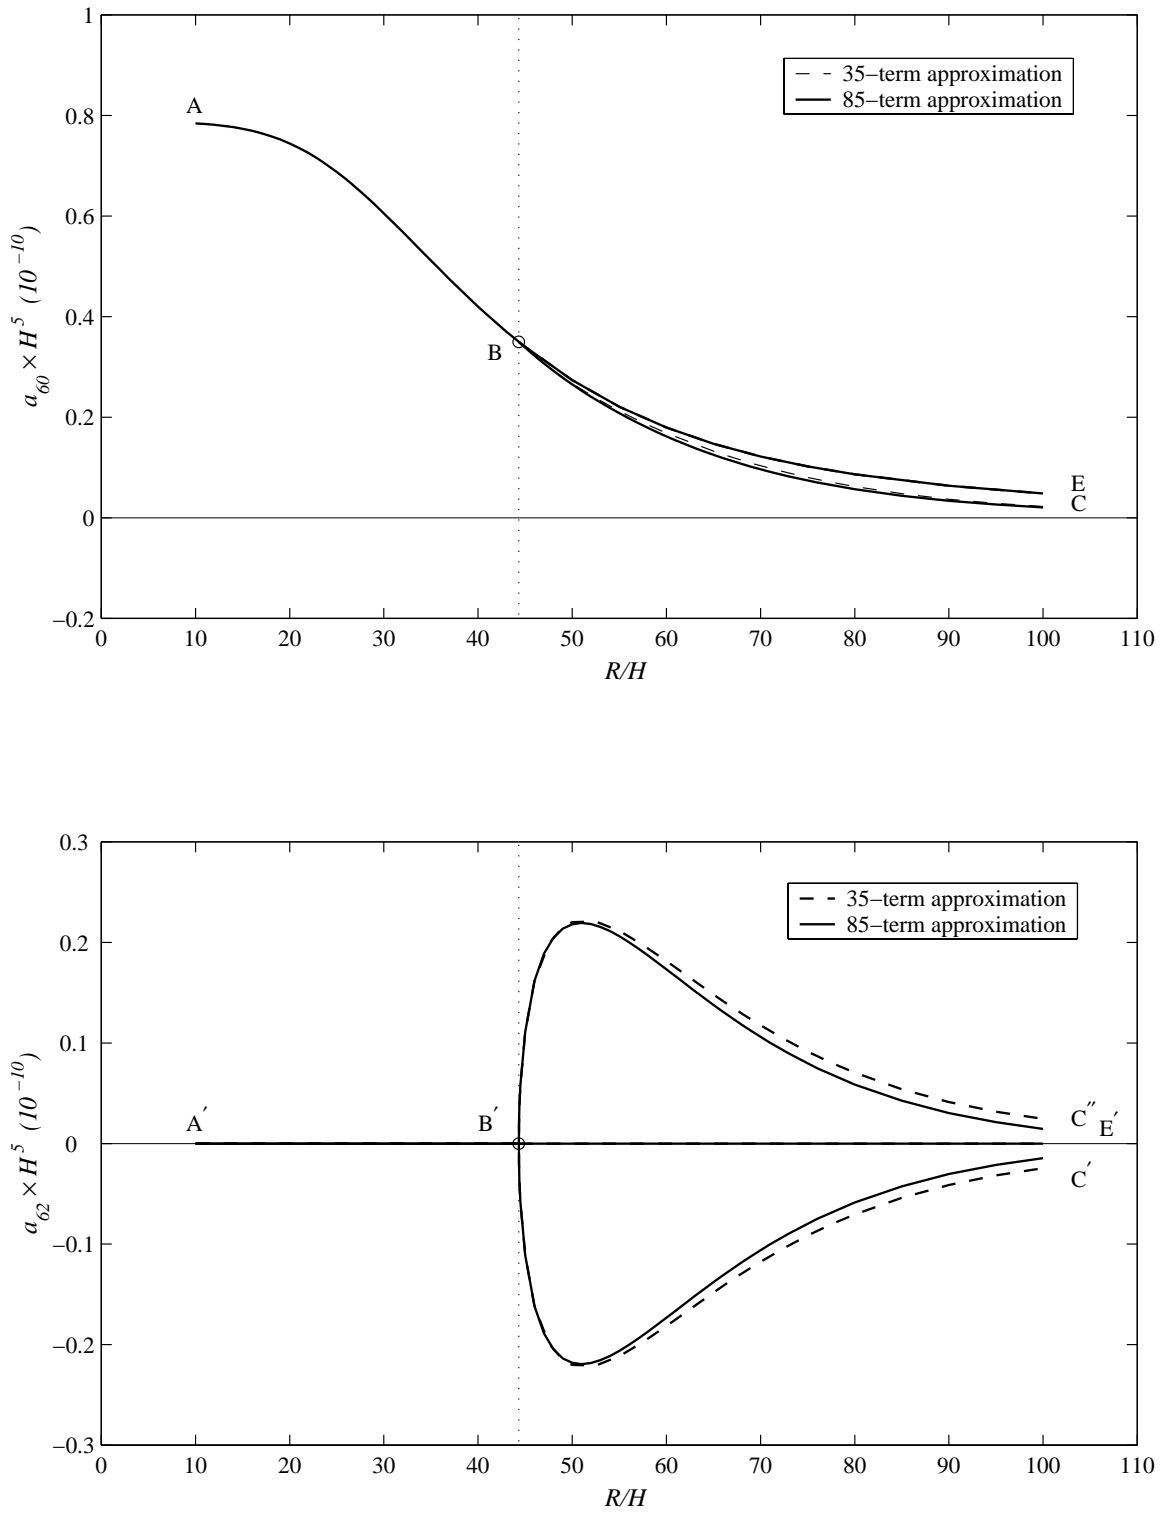 1
0.8
0.6
0.4
0.2
0
−0.2
a60 × H5 (10−10)
A
B
E
C
35−term approximation
85−term approximation
0 10 20 30 40 50 60 70 80 90 100 110
R/H
0.3
0.2
0.1
0
−0.1
−0.2
−0.3
a62 × H5 (10−10)
35−term approximation
85−term approximation
A′
B′
C″
E′
C′
0 10 20 30 40 50 60 70 80 90 100 110
R/H